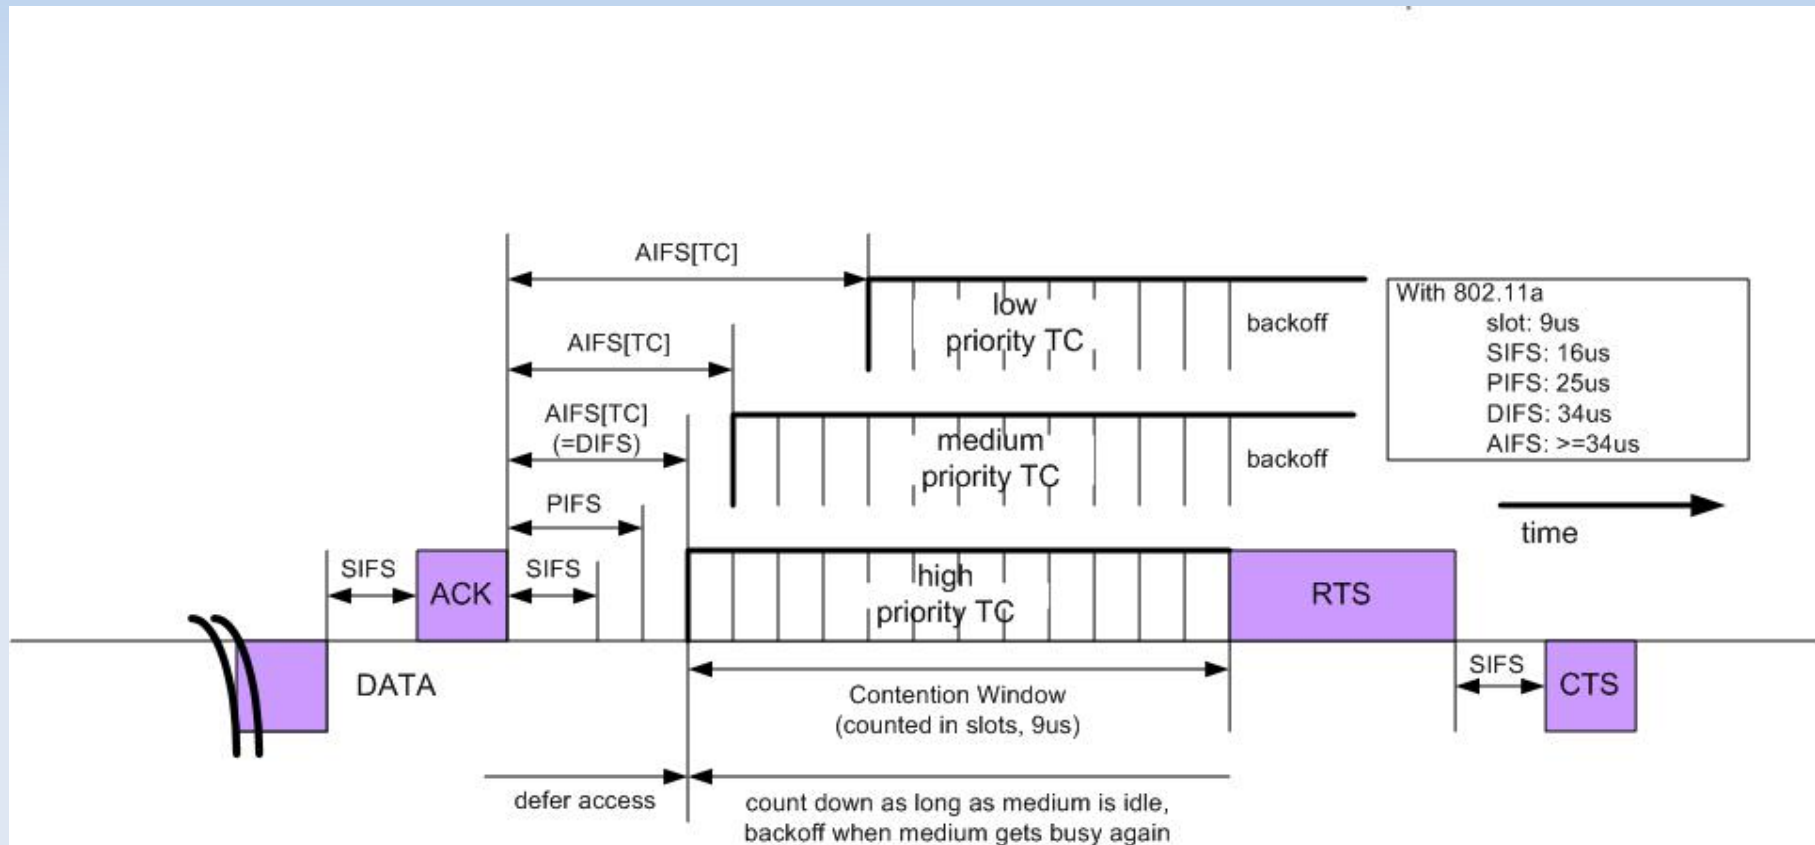 AIFS[TC]
low
priority TC
backoff
With 802.11a
slot: 9us
SIFS: 16us
PIFS: 25us
DIFS: 34us
AIFS: >=34us
AIFS[TC]
AIFS[TC]
(=DIFS)
medium
priority TC
backoff
PIFS
time
SIFS
ACK
SIFS
high
priority TC
RTS
DATA
SIFS
CTS
Contention Window
(counted in slots, 9us)
defer access
count down as long as medium is idle,
backoff when medium gets busy again